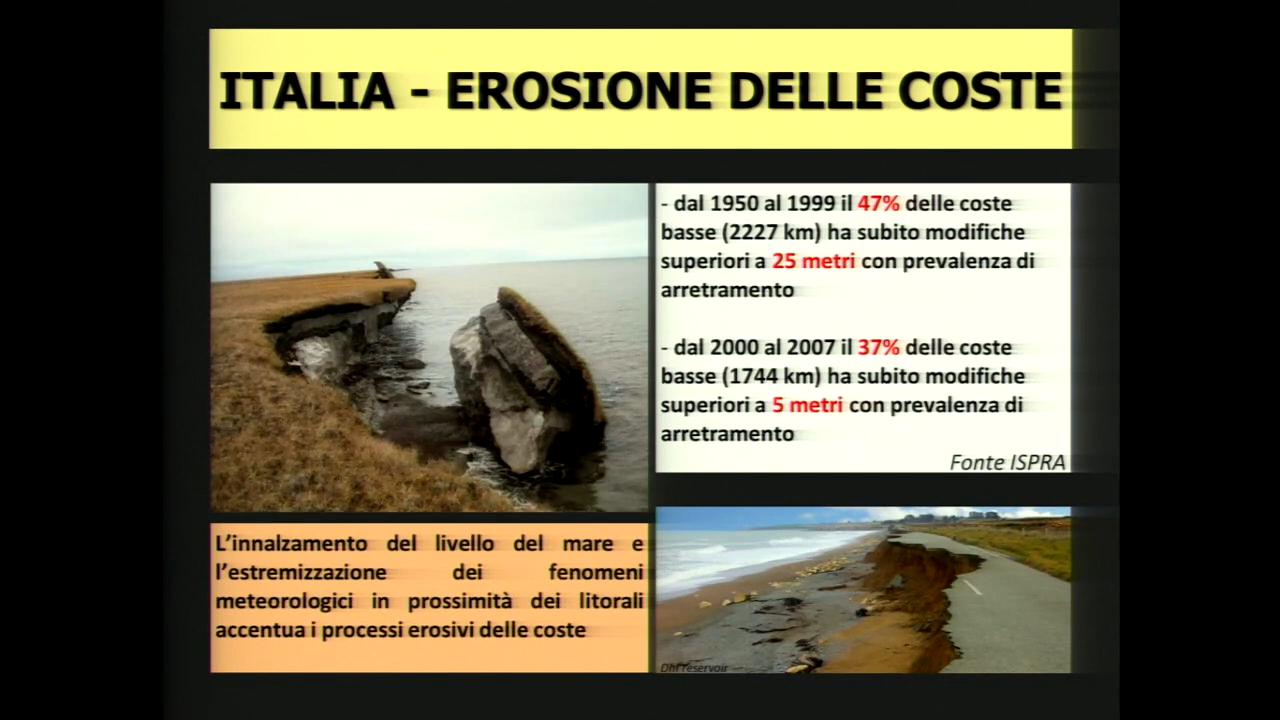 ITALIA - EROSIONE DELLE COSTE
- dal 1950 al 1999 il 47% delle coste
basse (2227 km) ha subito modifiche
superiori a 25 metri con prevalenza di
arretramento
- dal 2000 al 2007 il 37% delle coste
basse (1744 km) ha subito modifiche
superiori a 5 metri con prevalenza di
arretramento
Fonte ISPRA
L'innalzamento del livello del mare e
l'estremizzazione dei fenomeni
meteorologici in prossimità dei litorali
accentua i processi erosivi delle coste
reservoir